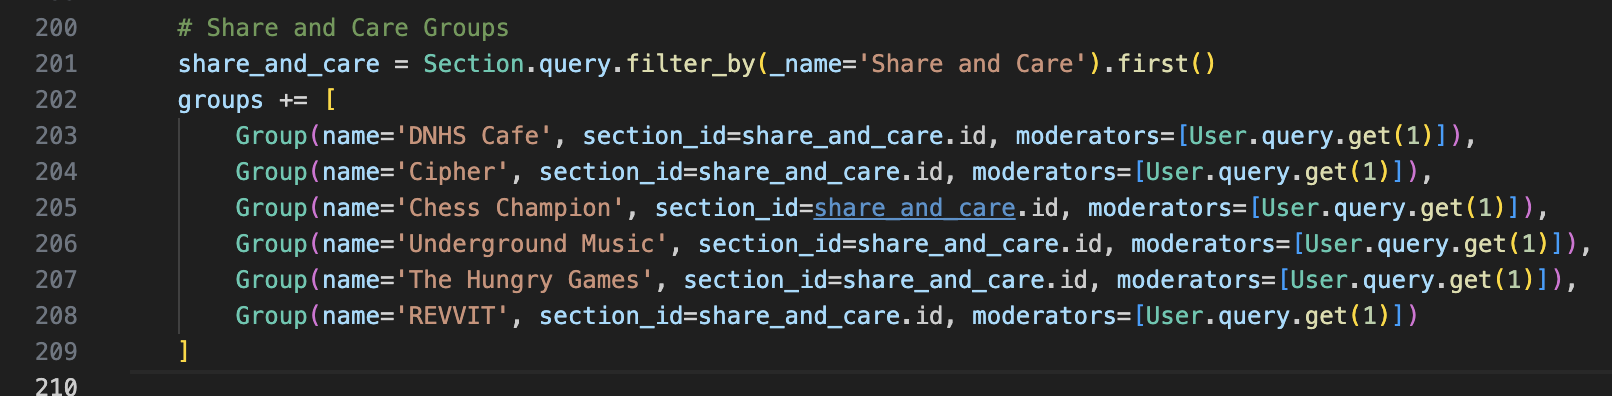 200 # Share and Care Groups
201 share_and_care = Section.query.filter_by(_name='Share and Care').first()
202 groups += [
203 Group(name='DNHS Cafe', section_id=share_and_care.id, moderators=[User.query.get(1)]),
204 Group(name='Cipher', section_id=share_and_care.id, moderators=[User.query.get(1)]),
205 Group(name='Chess Champion', section_id=share_and_care.id, moderators=[User.query.get(1)]),
206 Group(name='Underground Music', section_id=share_and_care.id, moderators=[User.query.get(1)]),
207 Group(name='The Hungry Games', section_id=share_and_care.id, moderators=[User.query.get(1)]),
208 Group(name='REVVIT', section_id=share_and_care.id, moderators=[User.query.get(1)])
209 ]
210